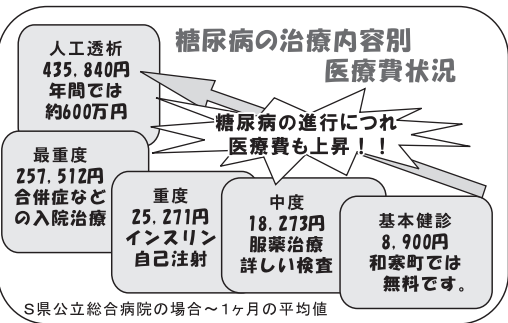 糖尿病の治療内容別
医療費状況
人工透析
435.840円
年間では
約600万円
糖尿病の進行につれ
医療費も上昇!!
最重度
257.512円
合併症など
の入院治療
重度
25.271円
インスリン
自己注射
中度
18.273円
服薬治療
詳しい検査
基本健診
8.900円
和寒町では
無料です。
S県公立総合病院の場合～1ヶ月の平均値